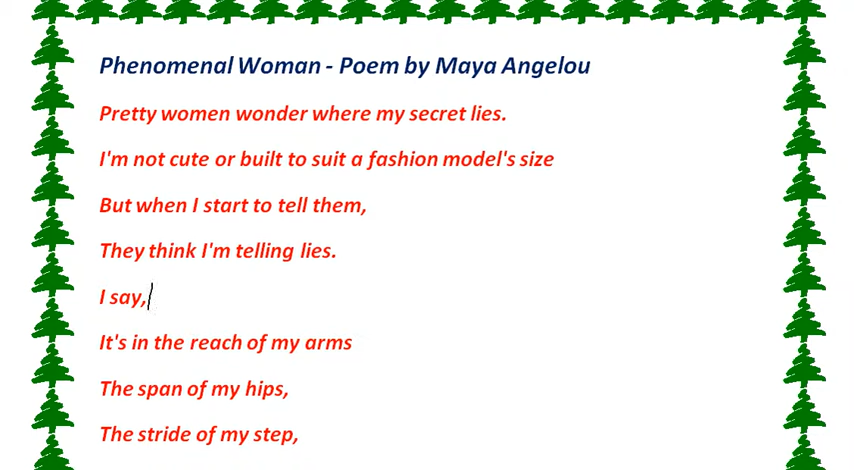 Phenomenal Woman - Poem by Maya Angelou
Pretty women wonder where my secret lies.
I'm not cute or built to suit a fashion model's size
But when I start to tell them,
They think I'm telling lies.
I say,
It's in the reach of my arms
The span of my hips,
The stride of my step,